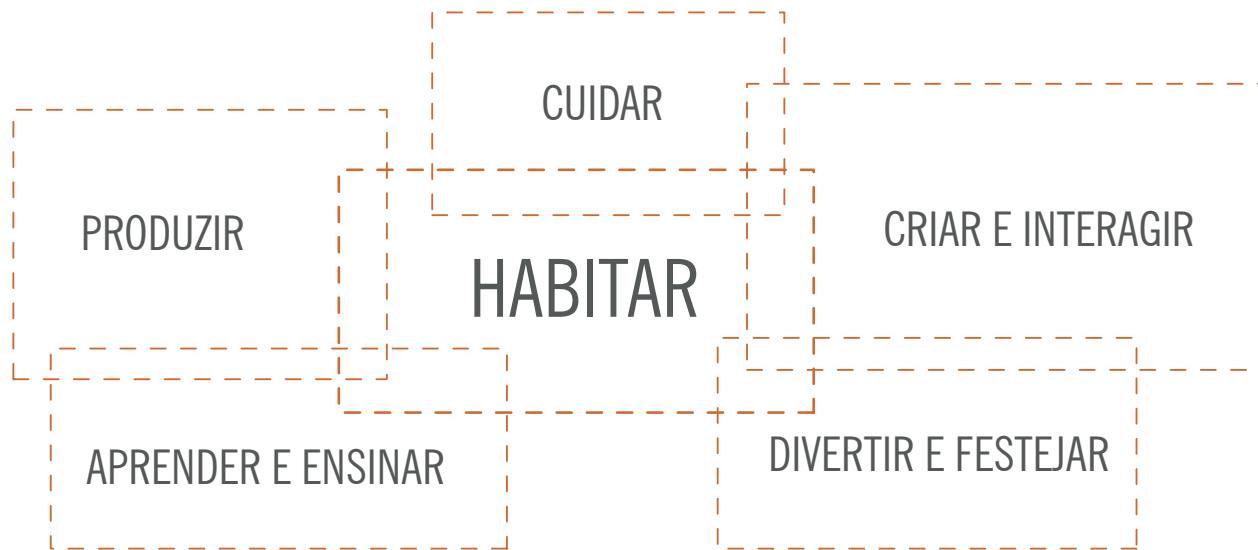 CUIDAR
PRODUZIR
CRIAR E INTERAGIR
HABITAR
APRENDER E ENSINAR
DIVERTIR E FESTEJAR